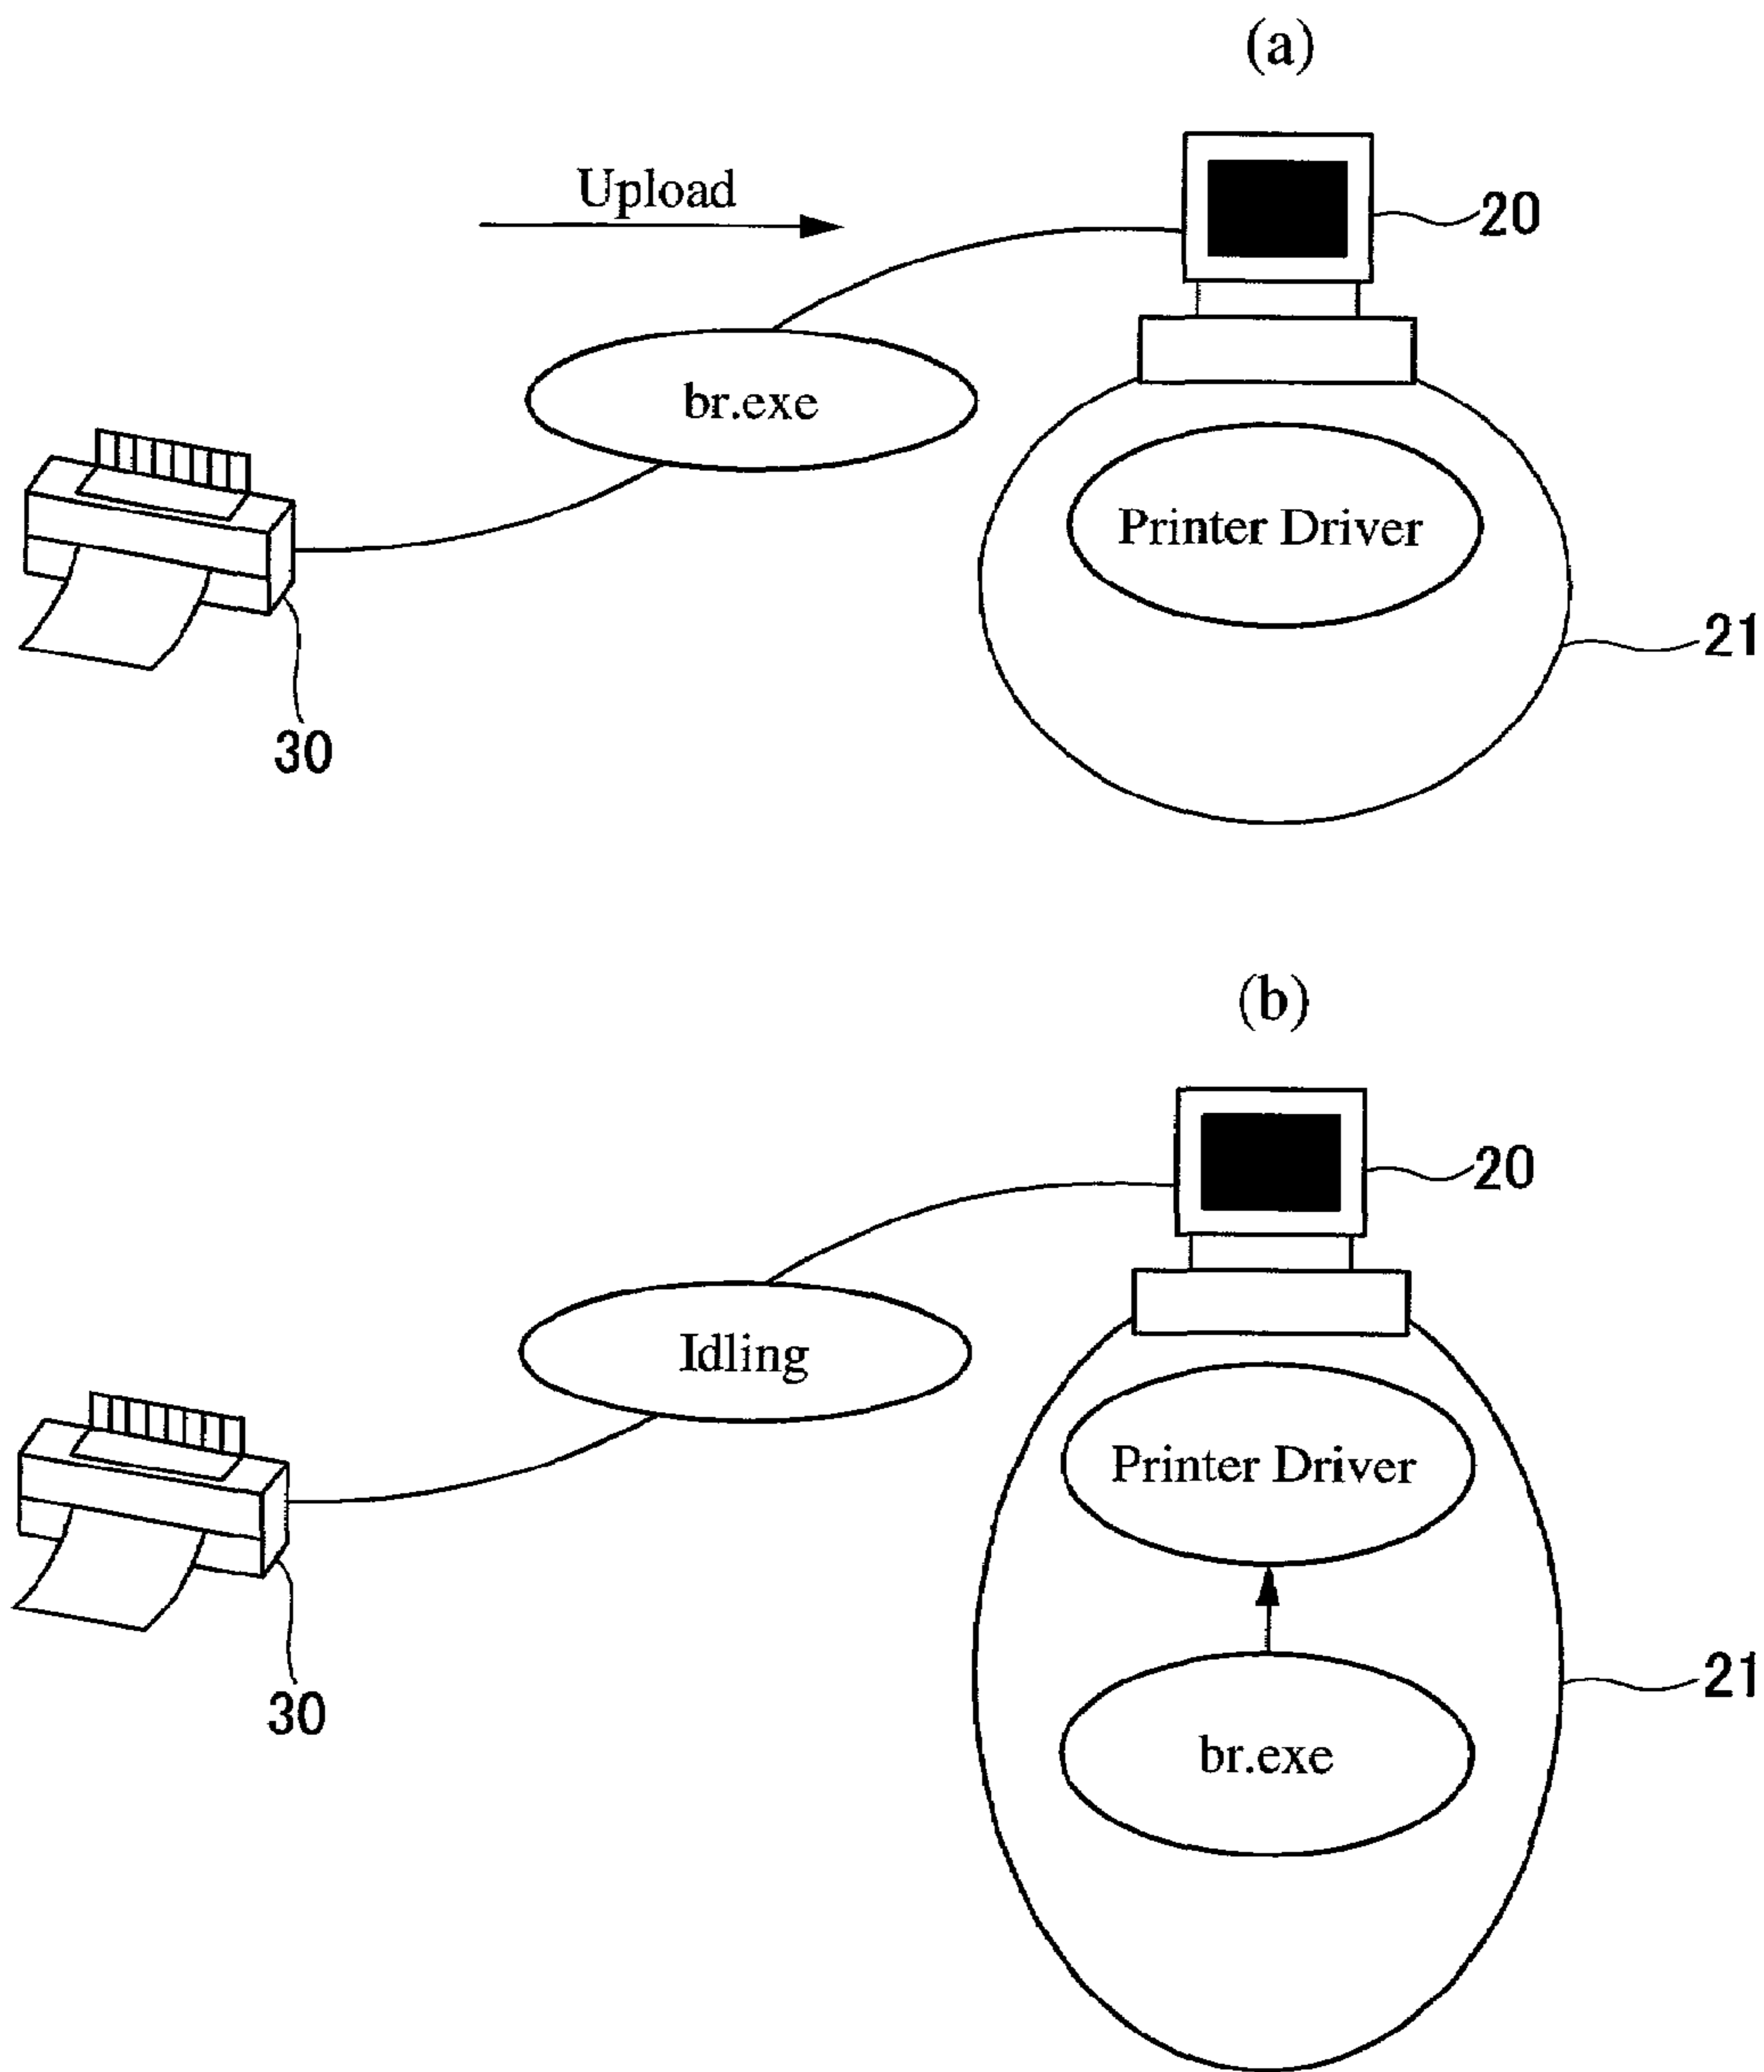 (a)
Upload
20
br.exe
Printer Driver
21
30
(b)
20
Idling
Printer Driver
21
30
br.exe